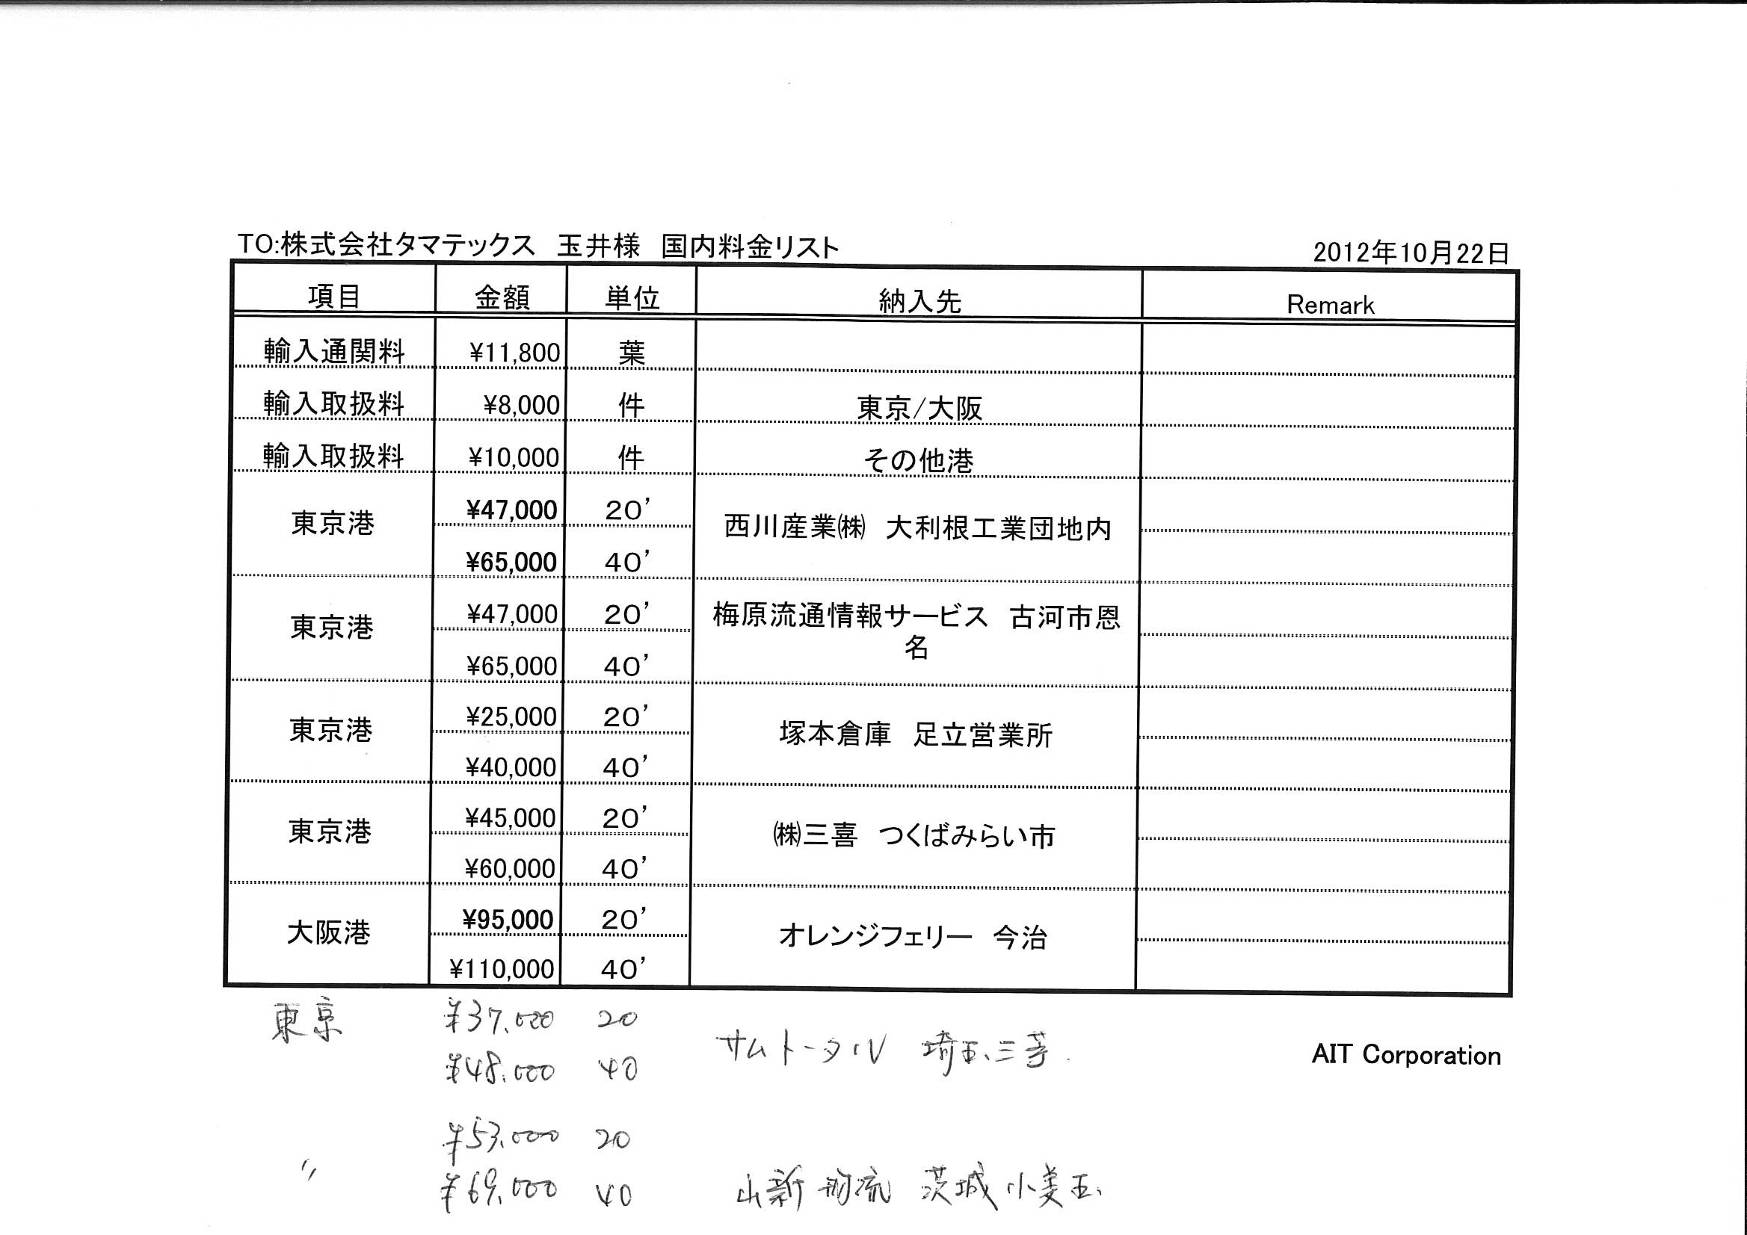 TO:株式会社タマテックス　玉井様　国内料金リスト
2012年10月22日
項目 金額 単位 納入先 Remark
輸入通関料 ¥11,800 葉
輸入取扱料 ¥8,000 件 東京/大阪
輸入取扱料 ¥10,000 件 その他港
東京港 ¥47,000 20' 西川産業㈱　大利根工業団地内
¥65,000 40'
東京港 ¥47,000 20' 梅原流通情報サービス　古河市恩
名
¥65,000 40'
東京港 ¥25,000 20' 塚本倉庫　足立営業所
¥40,000 40'
東京港 ¥45,000 20' ㈱三喜　つくばみらい市
¥60,000 40'
大阪港 ¥95,000 20' オレンジフェリー　今治
¥110,000 40'
東京 ¥37,000 20 サムトータル　埼玉三芳
¥48,000 40
AIT Corporation
¥53,000 20
〃 ¥69,000 40 山新物流　茨城小美玉